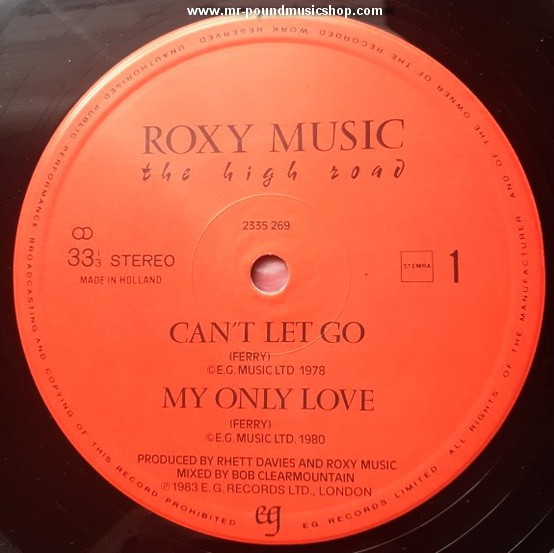 www.mr-poundmusicshop.com
ROXY MUSIC
the high road
2335 269
33 1/3 STEREO
MADE IN HOLLAND
STEMRA
1
CAN'T LET GO
(FERRY)
©E.G. MUSIC LTD 1978
MY ONLY LOVE
(FERRY)
©E.G. MUSIC LTD. 1980
PRODUCED BY RHETT DAVIES AND ROXY MUSIC
MIXED BY BOB CLEARMOUNTAIN
℗1983 E.G. RECORDS LTD., LONDON
eg
EG RECORDS LIMITED · ALL RIGHTS OF THE MANUFACTURER AND OF THE OWNER OF THE RECORDED WORK RESERVED · UNAUTHORISED PUBLIC PERFORMANCE BROADCASTING AND COPYING OF THIS RECORD PROHIBITED